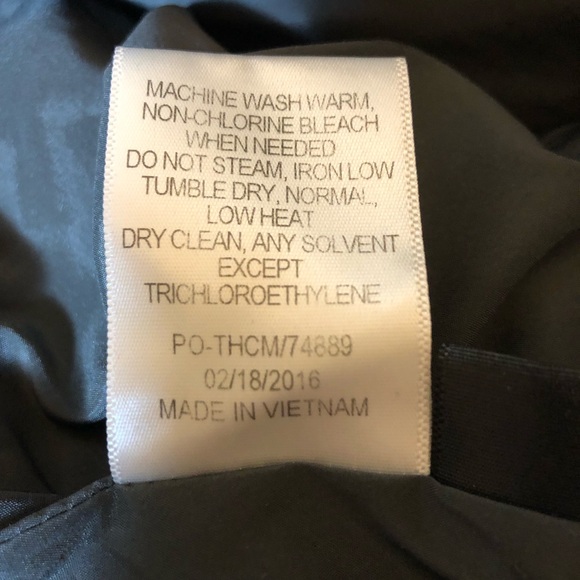 MACHINE WASH WARM,
NON-CHLORINE BLEACH
WHEN NEEDED
DO NOT STEAM, IRON LOW
TUMBLE DRY, NORMAL,
LOW HEAT
DRY CLEAN, ANY SOLVENT
EXCEPT
TRICHLOROETHYLENE
PO-THCM/74889
02/18/2016
MADE IN VIETNAM